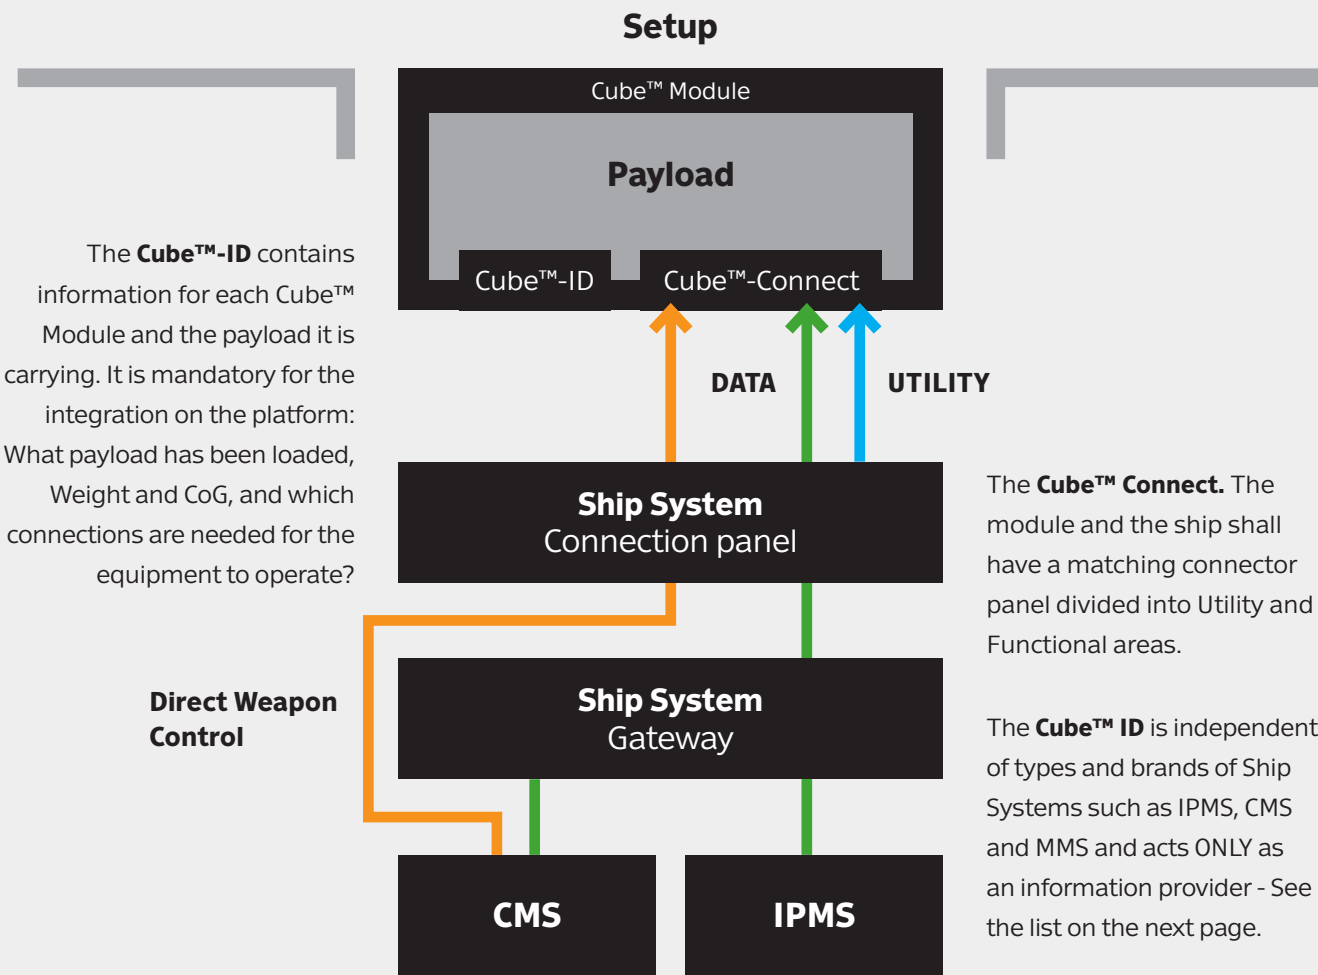 Setup
Cube™ Module
Payload
Cube™-ID
Cube™-Connect
The Cube™-ID contains
information for each Cube™
Module and the payload it is
carrying. It is mandatory for the
integration on the platform:
What payload has been loaded,
Weight and CoG, and which
connections are needed for the
equipment to operate?
DATA
UTILITY
Ship System
Connection panel
The Cube™ Connect. The
module and the ship shall
have a matching connector
panel divided into Utility and
Functional areas.
Direct Weapon
Control
Ship System
Gateway
The Cube™ ID is independent
of types and brands of Ship
Systems such as IPMS, CMS
and MMS and acts ONLY as
an information provider - See
the list on the next page.
CMS
IPMS